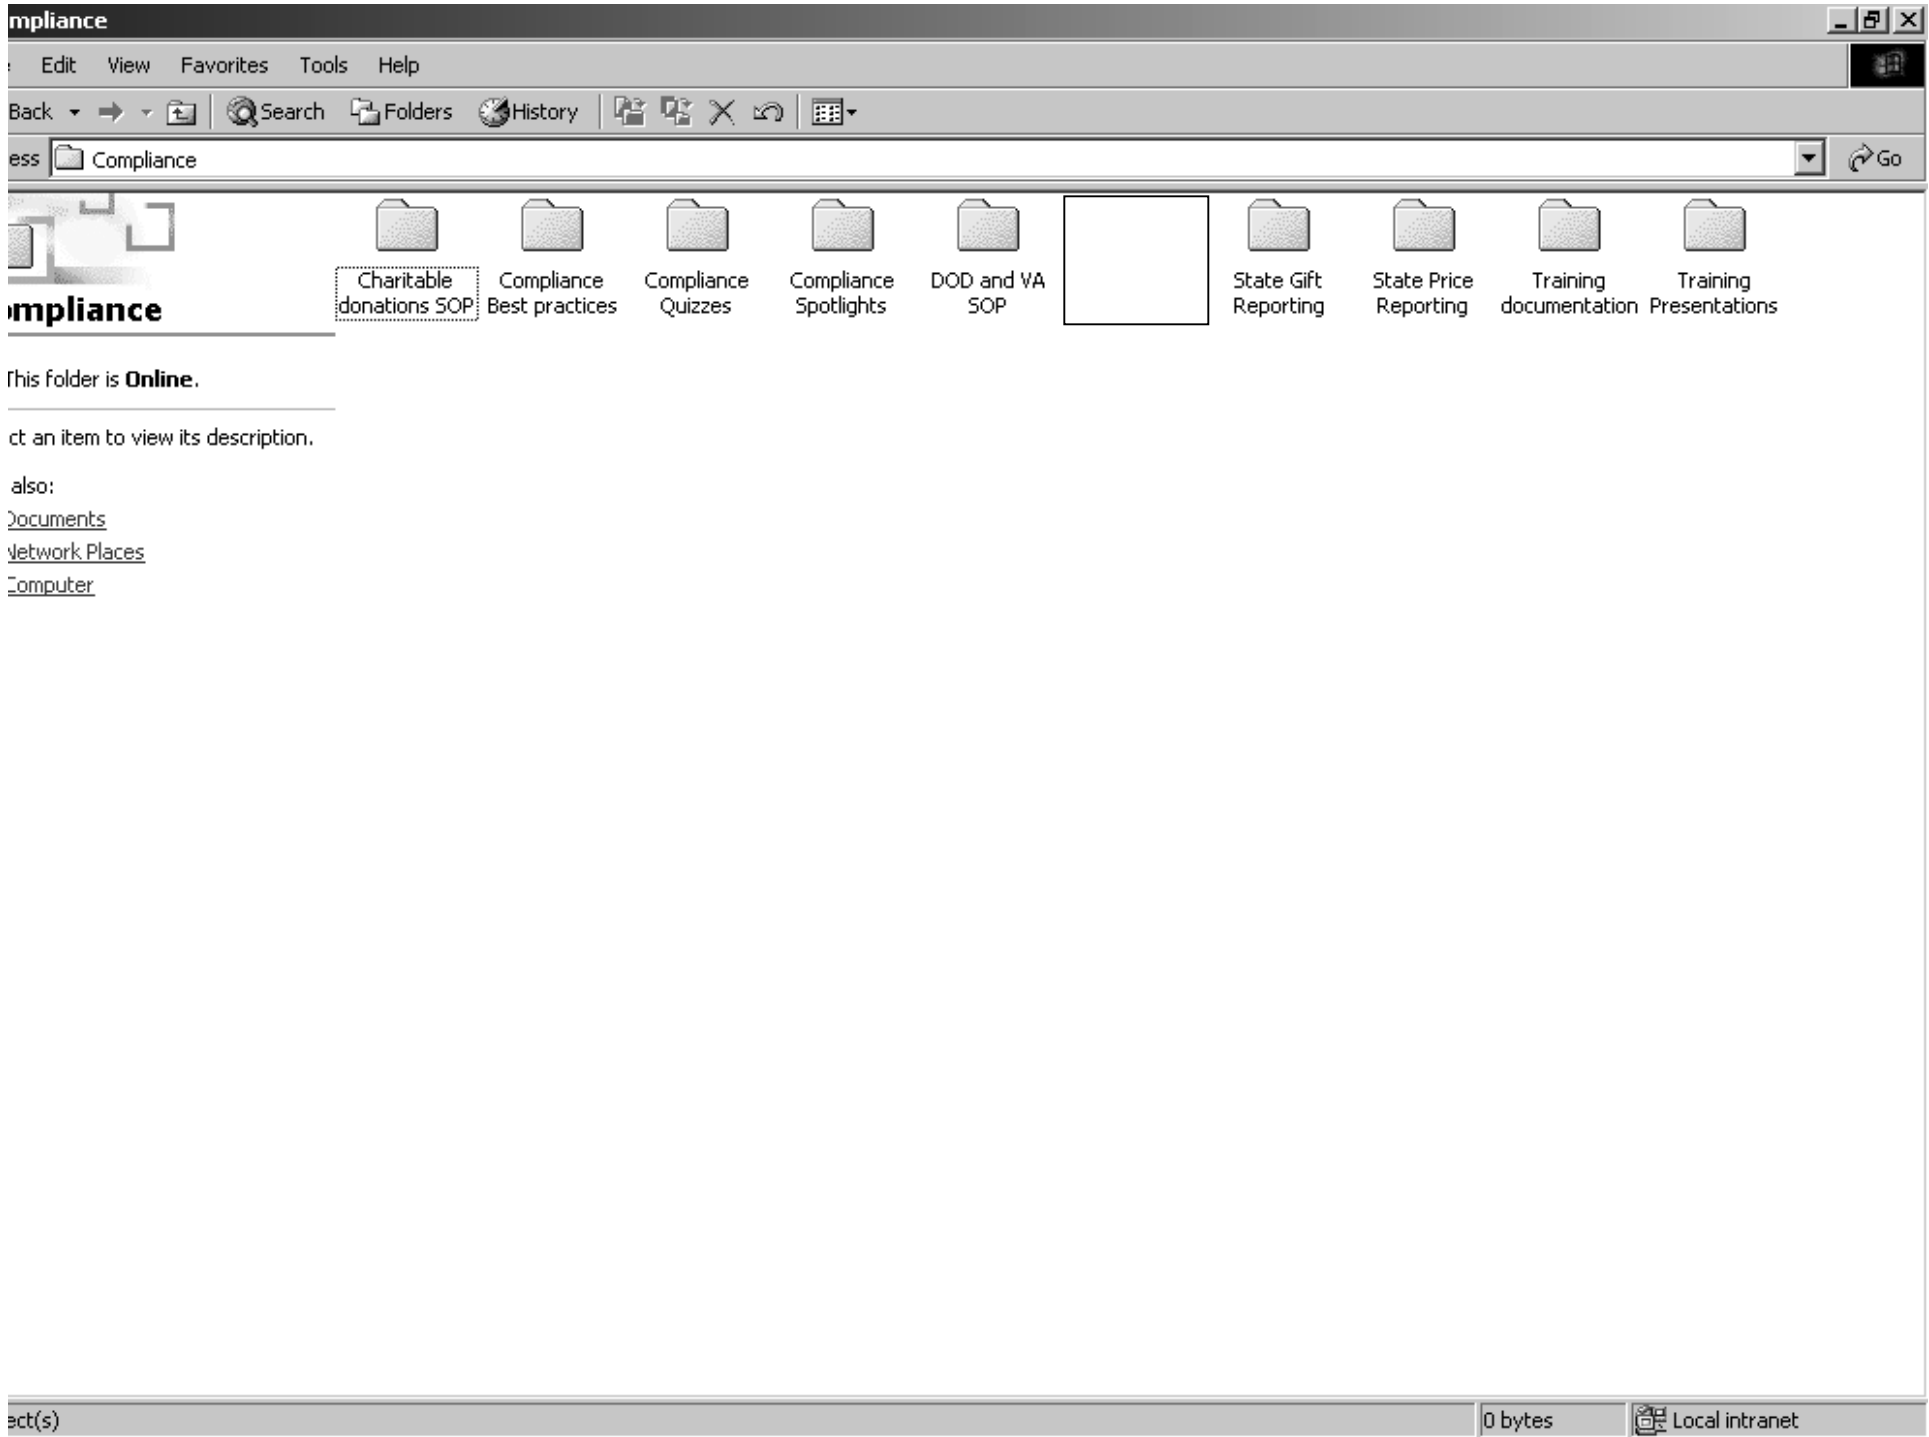 mpliance
Edit View Favorites Tools Help
Back Search Folders History
ess Compliance Go
Charitable donations SOP
Compliance Best practices
Compliance Quizzes
Compliance Spotlights
DOD and VA SOP
State Gift Reporting
State Price Reporting
Training documentation
Training Presentations
ompliance
This folder is Online.
ct an item to view its description.
also:
Documents
Network Places
Computer
ect(s) 0 bytes Local intranet